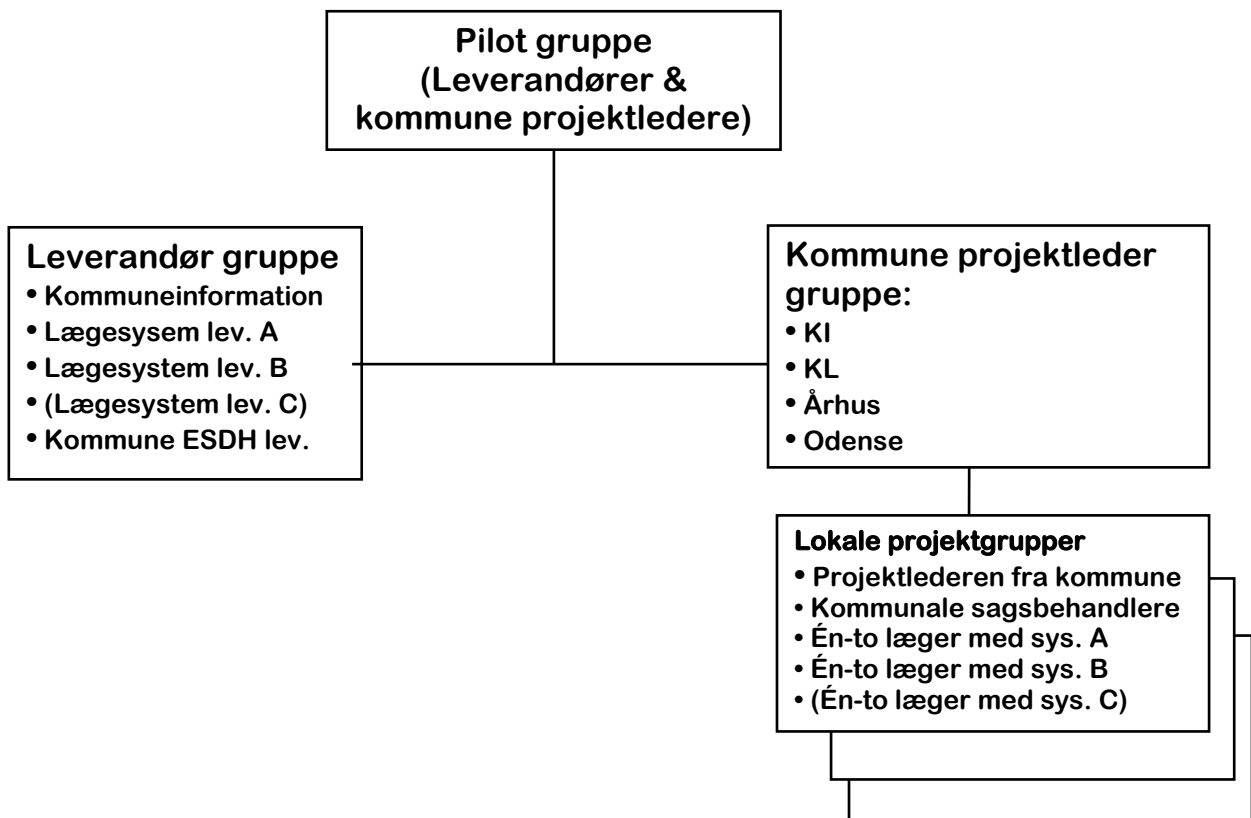 Pilot gruppe
(Leverandører &
kommune projektledere)
Leverandør gruppe
• Kommuneinformation
• Lægesysem lev. A
• Lægesystem lev. B
• (Lægesystem lev. C)
• Kommune ESDH lev.
Kommune projektleder
gruppe:
• KI
• KL
• Århus
• Odense
Lokale projektgrupper
• Projektlederen fra kommune
• Kommunale sagsbehandlere
• Én-to læger med sys. A
• Én-to læger med sys. B
• (Én-to læger med sys. C)